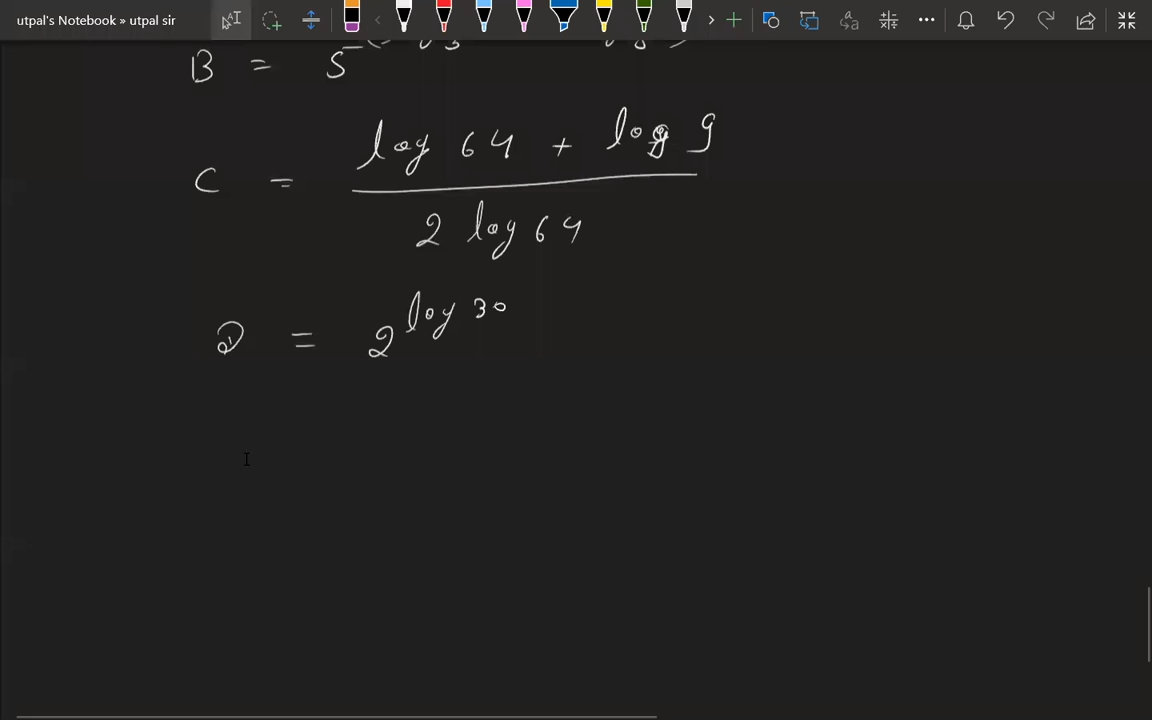 utpal's Notebook » utpal sir
B = 5
C = (log 64 + log 9) / (2 log 64)
D = 2^(log 30)